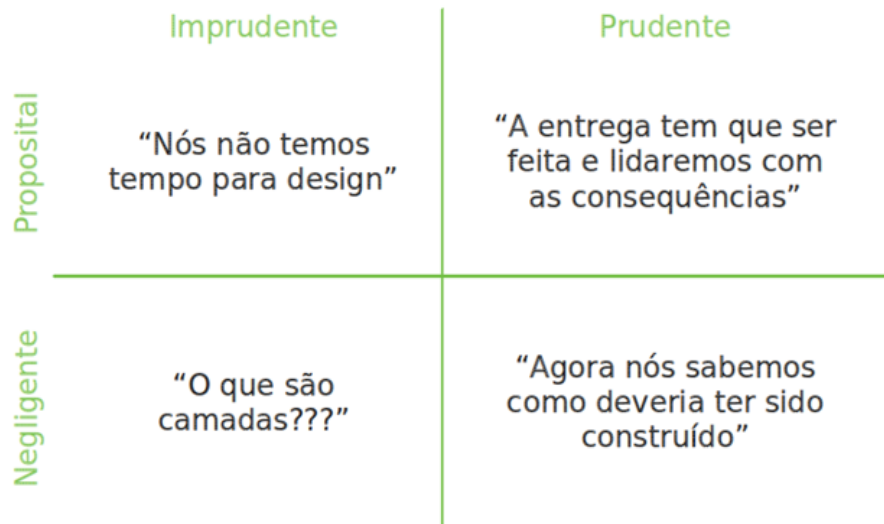 Imprudente
Prudente
Proposital
“Nós não temos
tempo para design”
“A entrega tem que ser
feita e lidaremos com
as consequências”
Negligente
“O que são
camadas???”
“Agora nós sabemos
como deveria ter sido
construído”